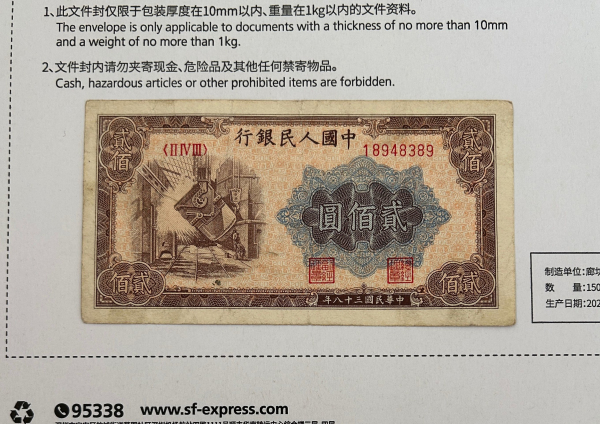 1、此文件封仅限于包装厚度在10mm以内、重量在1kg以内的文件资料。
The envelope is only applicable to documents with a thickness of no more than 10mm
and a weight of no more than 1kg.
2、文件封内请勿夹寄现金、危险品及其他任何禁寄物品。
Cash, hazardous articles or other prohibited items are forbidden.
行銀民人國中
貳佰
貳佰
〈ⅡⅣⅢ〉
18948389
圓佰貳
佰貳
佰貳
年八十三國民華中
制造单位:廊坊
数 量:150
生产日期:202
95338 www.sf-express.com